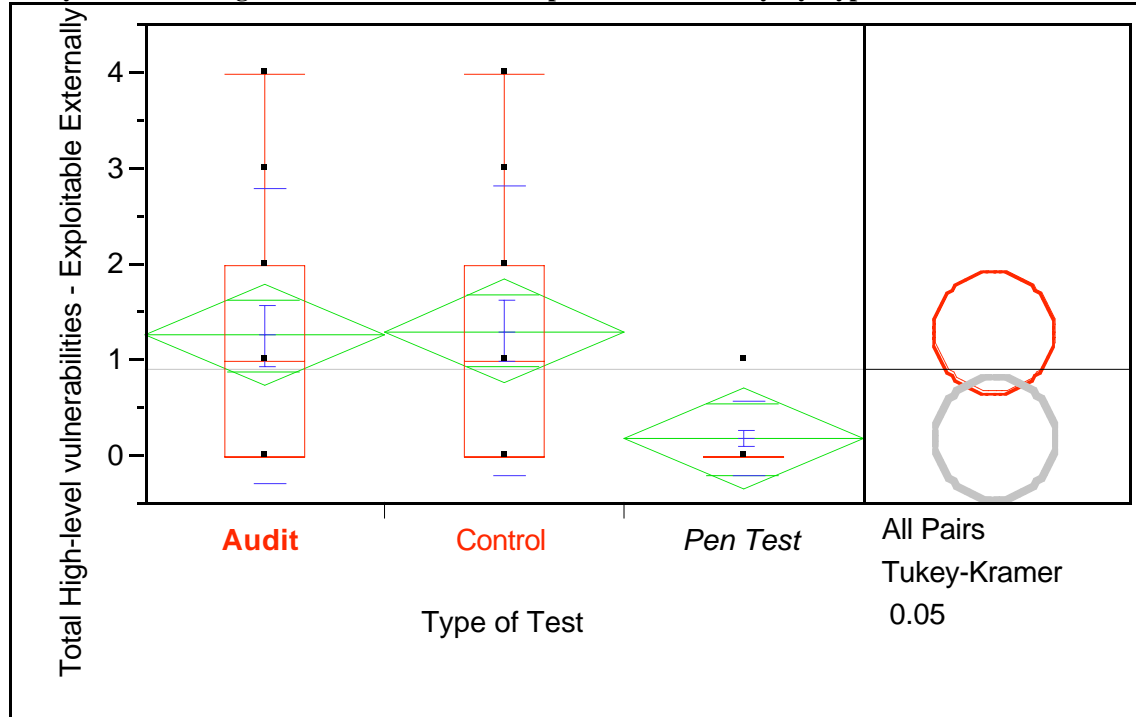 Total High-level vulnerabilities - Exploitable Externally
4
3
2
1
0
Audit
Control
Pen Test
Type of Test
All Pairs
Tukey-Kramer
0.05